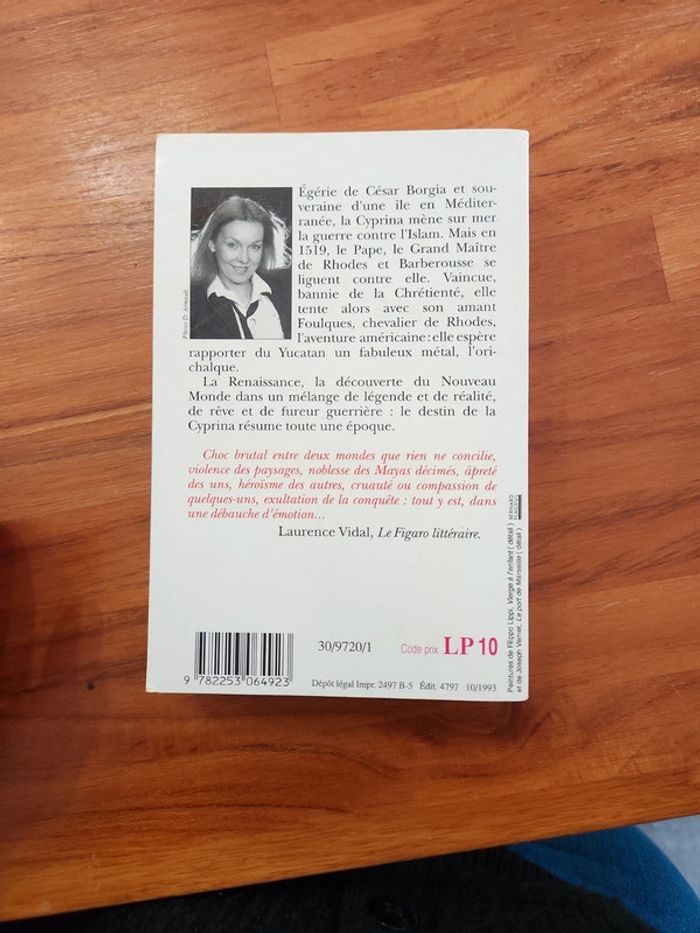 Égérie de César Borgia et sou-
veraine d'une île en Méditer-
ranée, la Cyprina mène sur mer
la guerre contre l'Islam. Mais en
1519, le Pape, le Grand Maître
de Rhodes et Barberousse se
liguent contre elle. Vaincue,
bannie de la Chrétienté, elle
tente alors avec son amant
Foulques, chevalier de Rhodes,
l'aventure américaine : elle espère
rapporter du Yucatan un fabuleux métal, l'ori-
chalque.
La Renaissance, la découverte du Nouveau
Monde dans un mélange de légende et de réalité,
de rêve et de fureur guerrière : le destin de la
Cyprina résume toute une époque.
Photo D. Arnault.
Choc brutal entre deux mondes que rien ne concilie,
violence des paysages, noblesse des Mayas décimés, âpreté
des uns, héroïsme des autres, cruauté ou compassion de
quelques-uns, exultation de la conquête : tout y est, dans
une débauche d'émotion...
Laurence Vidal, Le Figaro littéraire.
30/9720/1
Code prix LP 10
9 782253 064923
Dépôt légal Impr. 2497 B-5 Édit. 4797 10/1993
Peintures de Filippo Lippi, Vierge à l'enfant ( détail )
et de Joseph Vernet, Le port de Marseille ( détail )
BERNARD